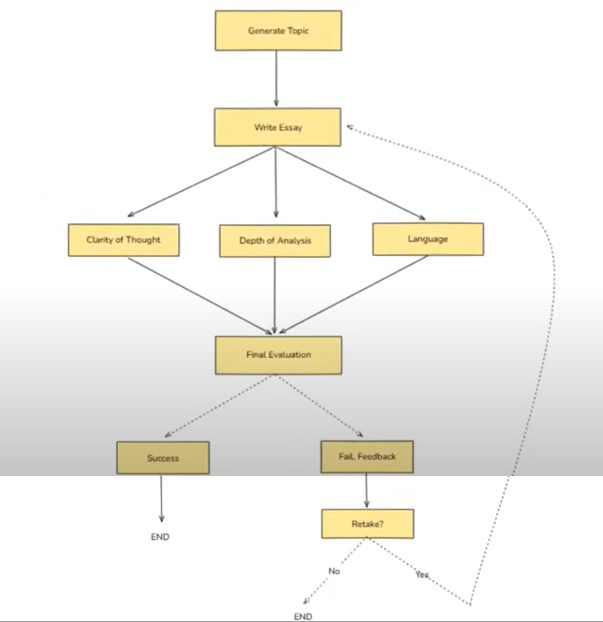 Generate Topic
Write Essay
Clarity of Thought
Depth of Analysis
Language
Final Evaluation
Success
Fail, Feedback
END
Retake?
No
Yes
END